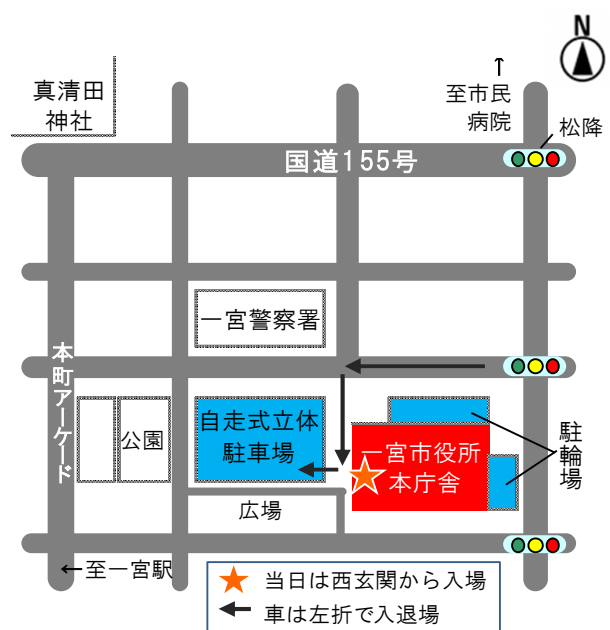 N
真清田
神社
↑
至市民
病院
松降
国道155号
一宮警察署
本町アーケード
公園
自走式立体
駐車場
一宮市役所
本庁舎
駐輪場
広場
←至一宮駅
当日は西玄関から入場
車は左折で入退場